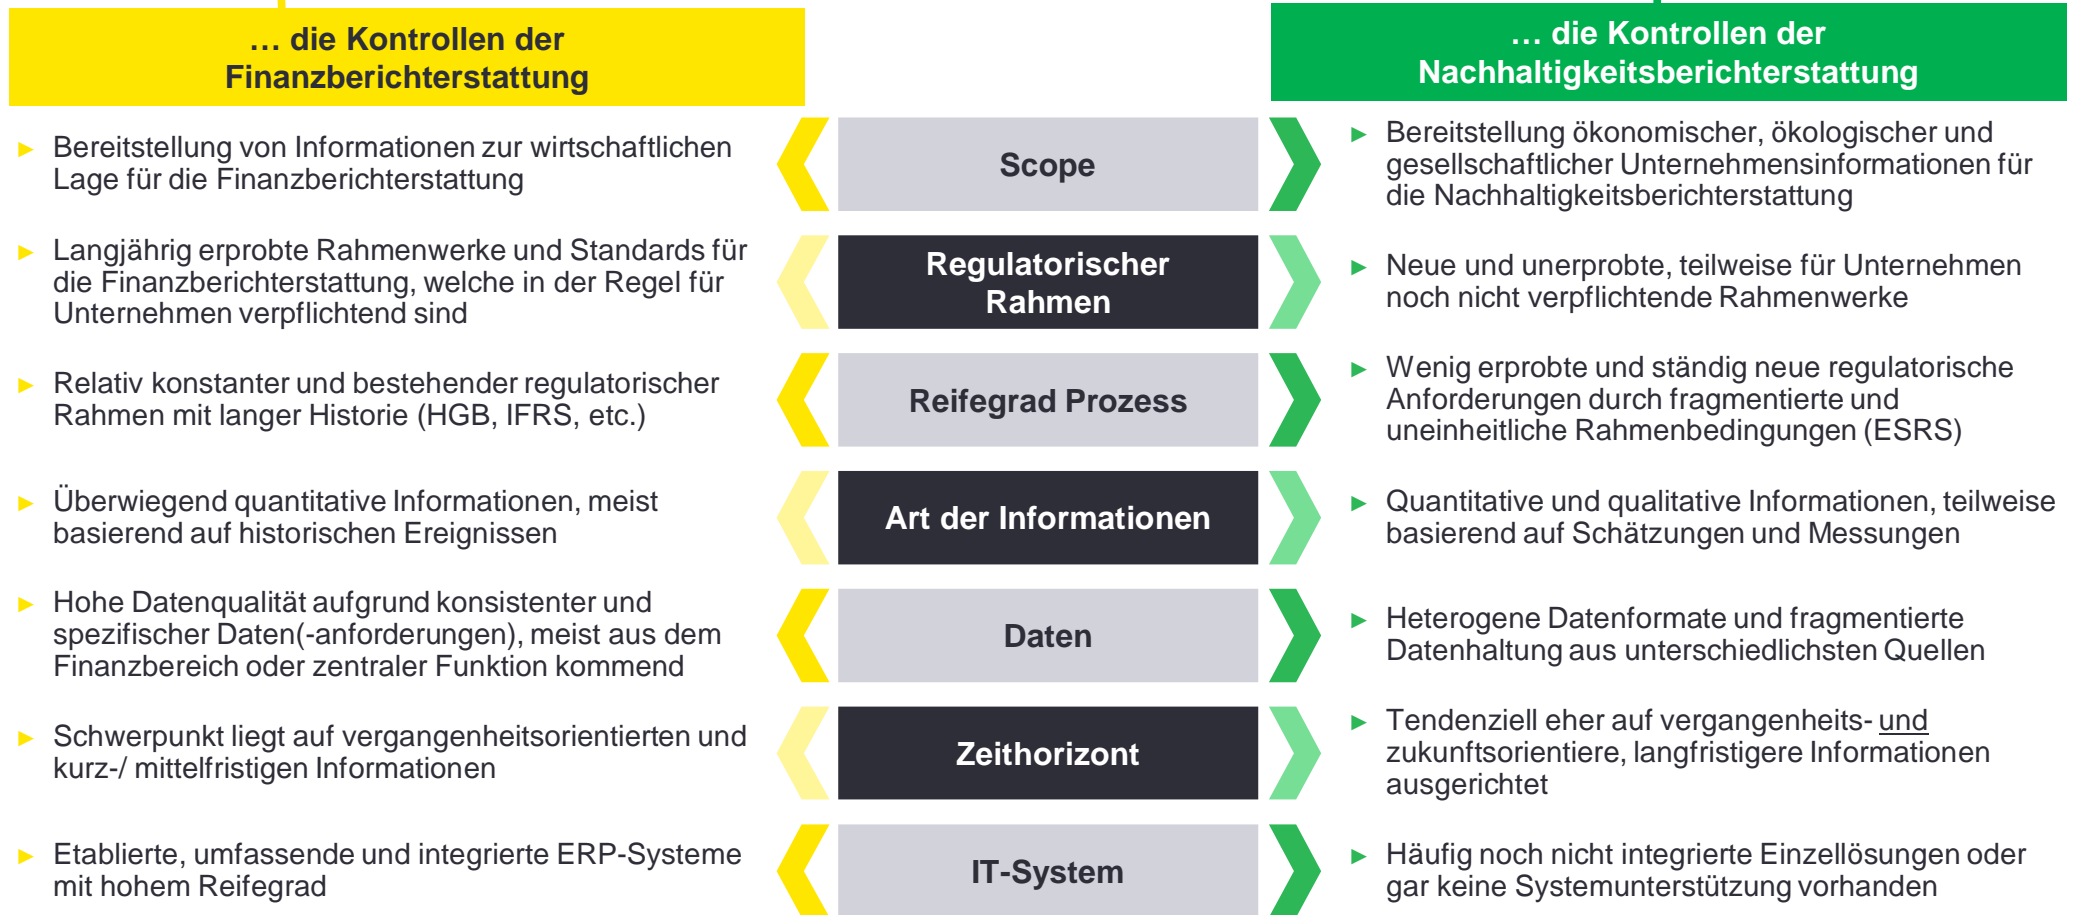 … die Kontrollen der
Finanzberichterstattung
… die Kontrollen der
Nachhaltigkeitsberichterstattung
► Bereitstellung von Informationen zur wirtschaftlichen
Lage für die Finanzberichterstattung
Scope
► Bereitstellung ökonomischer, ökologischer und
gesellschaftlicher Unternehmensinformationen für
die Nachhaltigkeitsberichterstattung
► Langjährig erprobte Rahmenwerke und Standards für
die Finanzberichterstattung, welche in der Regel für
Unternehmen verpflichtend sind
Regulatorischer
Rahmen
► Neue und unerprobte, teilweise für Unternehmen
noch nicht verpflichtende Rahmenwerke
► Relativ konstanter und bestehender regulatorischer
Rahmen mit langer Historie (HGB, IFRS, etc.)
Reifegrad Prozess
► Wenig erprobte und ständig neue regulatorische
Anforderungen durch fragmentierte und
uneinheitliche Rahmenbedingungen (ESRS)
► Überwiegend quantitative Informationen, meist
basierend auf historischen Ereignissen
Art der Informationen
► Quantitative und qualitative Informationen, teilweise
basierend auf Schätzungen und Messungen
► Hohe Datenqualität aufgrund konsistenter und
spezifischer Daten(-anforderungen), meist aus dem
Finanzbereich oder zentraler Funktion kommend
Daten
► Heterogene Datenformate und fragmentierte
Datenhaltung aus unterschiedlichsten Quellen
► Schwerpunkt liegt auf vergangenheitsorientierten und
kurz-/ mittelfristigen Informationen
Zeithorizont
► Tendenziell eher auf vergangenheits- und
zukunftsorientiere, langfristigere Informationen
ausgerichtet
► Etablierte, umfassende und integrierte ERP-Systeme
mit hohem Reifegrad
IT-System
► Häufig noch nicht integrierte Einzellösungen oder
gar keine Systemunterstützung vorhanden